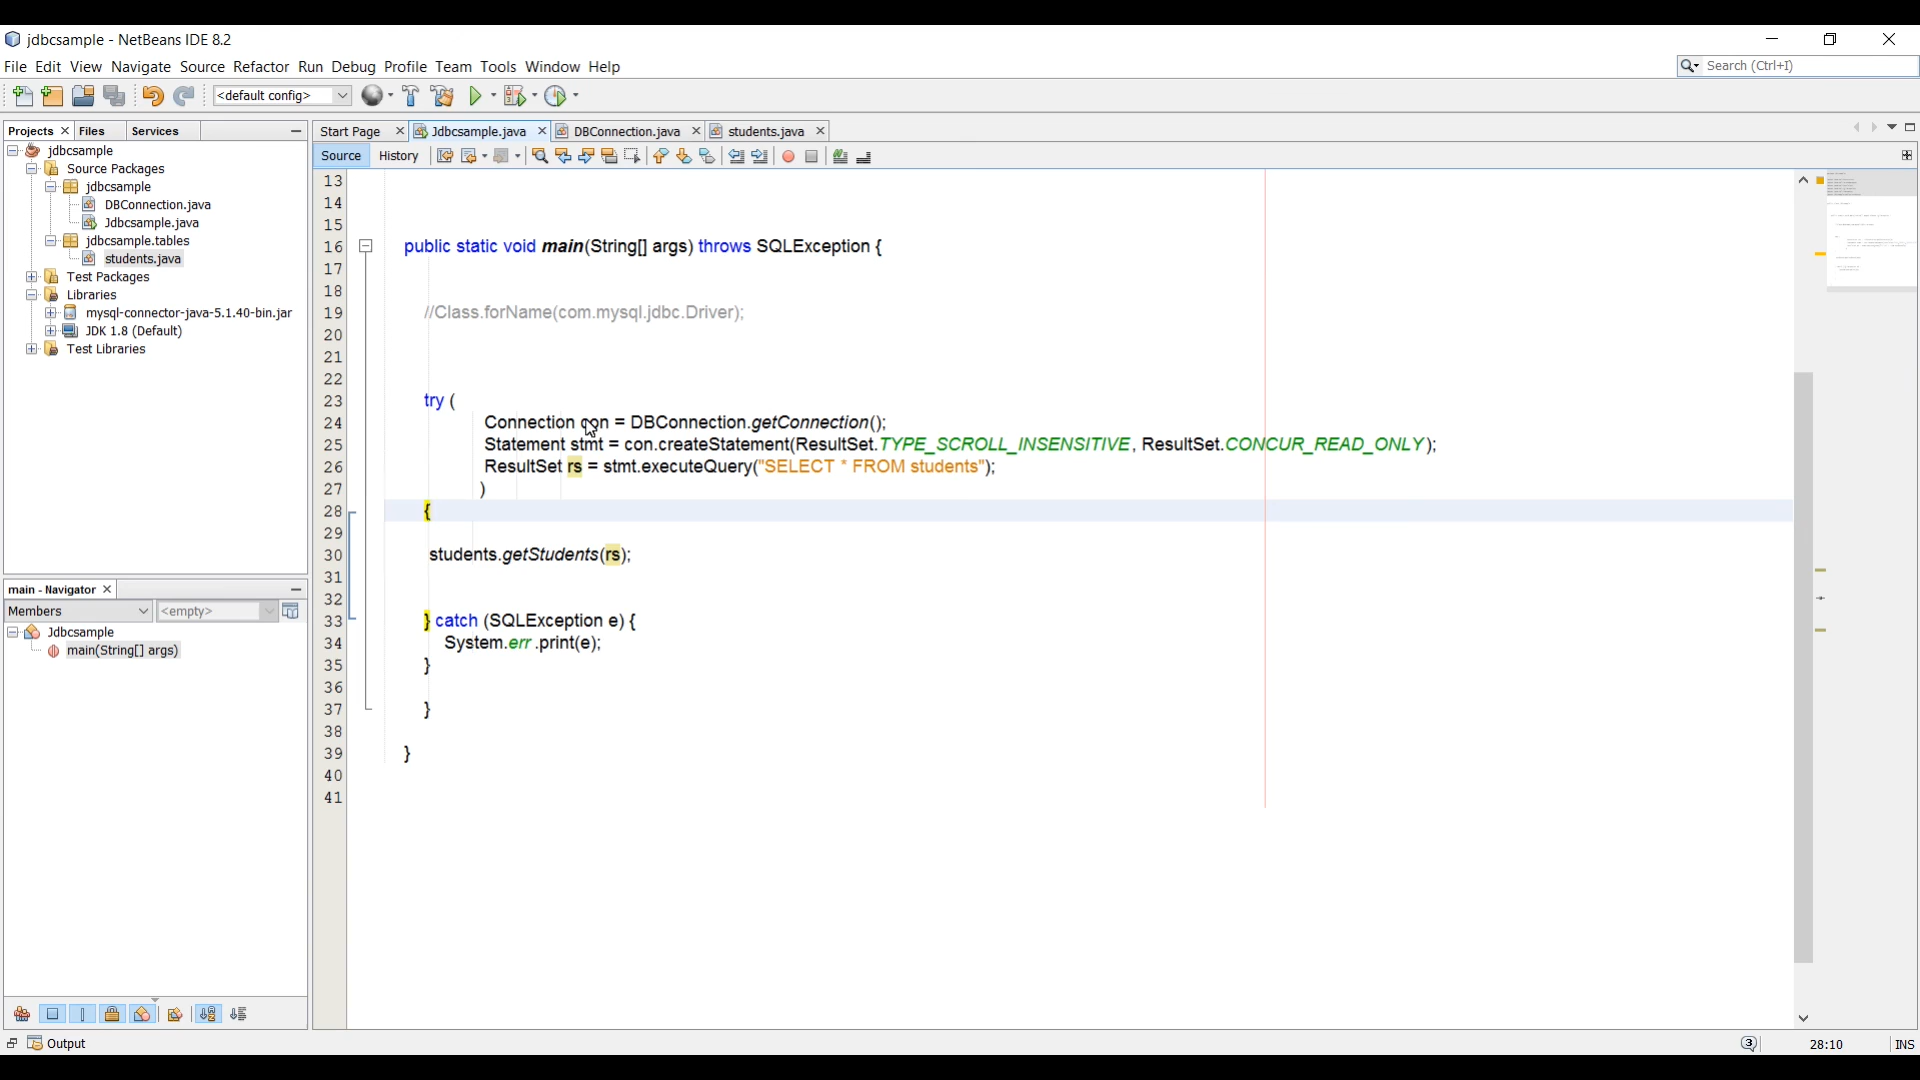 jdbcsample - NetBeans IDE 8.2
File Edit View Navigate Source Refactor Run Debug Profile Team Tools Window Help
Search (Ctrl+I)
<default config>
Projects Files Services
Start Page Jdbcsample.java DBConnection.java students.java
Source History
jdbcsample
Source Packages
jdbcsample
DBConnection.java
Jdbcsample.java
jdbcsample.tables
students.java
Test Packages
Libraries
mysql-connector-java-5.1.40-bin.jar
JDK 1.8 (Default)
Test Libraries
main - Navigator
Members <empty>
Jdbcsample
main(String[] args)
13
14
15
16 public static void main(String[] args) throws SQLException {
17
18
19 //Class.forName(com.mysql.jdbc.Driver);
20
21
22
23 try (
24 Connection con = DBConnection.getConnection();
25 Statement stmt = con.createStatement(ResultSet.TYPE_SCROLL_INSENSITIVE, ResultSet.CONCUR_READ_ONLY);
26 ResultSet rs = stmt.executeQuery("SELECT * FROM students");
27 )
28 {
29
30 students.getStudents(rs);
31
32
33 } catch (SQLException e) {
34 System.err.print(e);
35 }
36
37 }
38
39 }
40
41
Output
3
28:10
INS